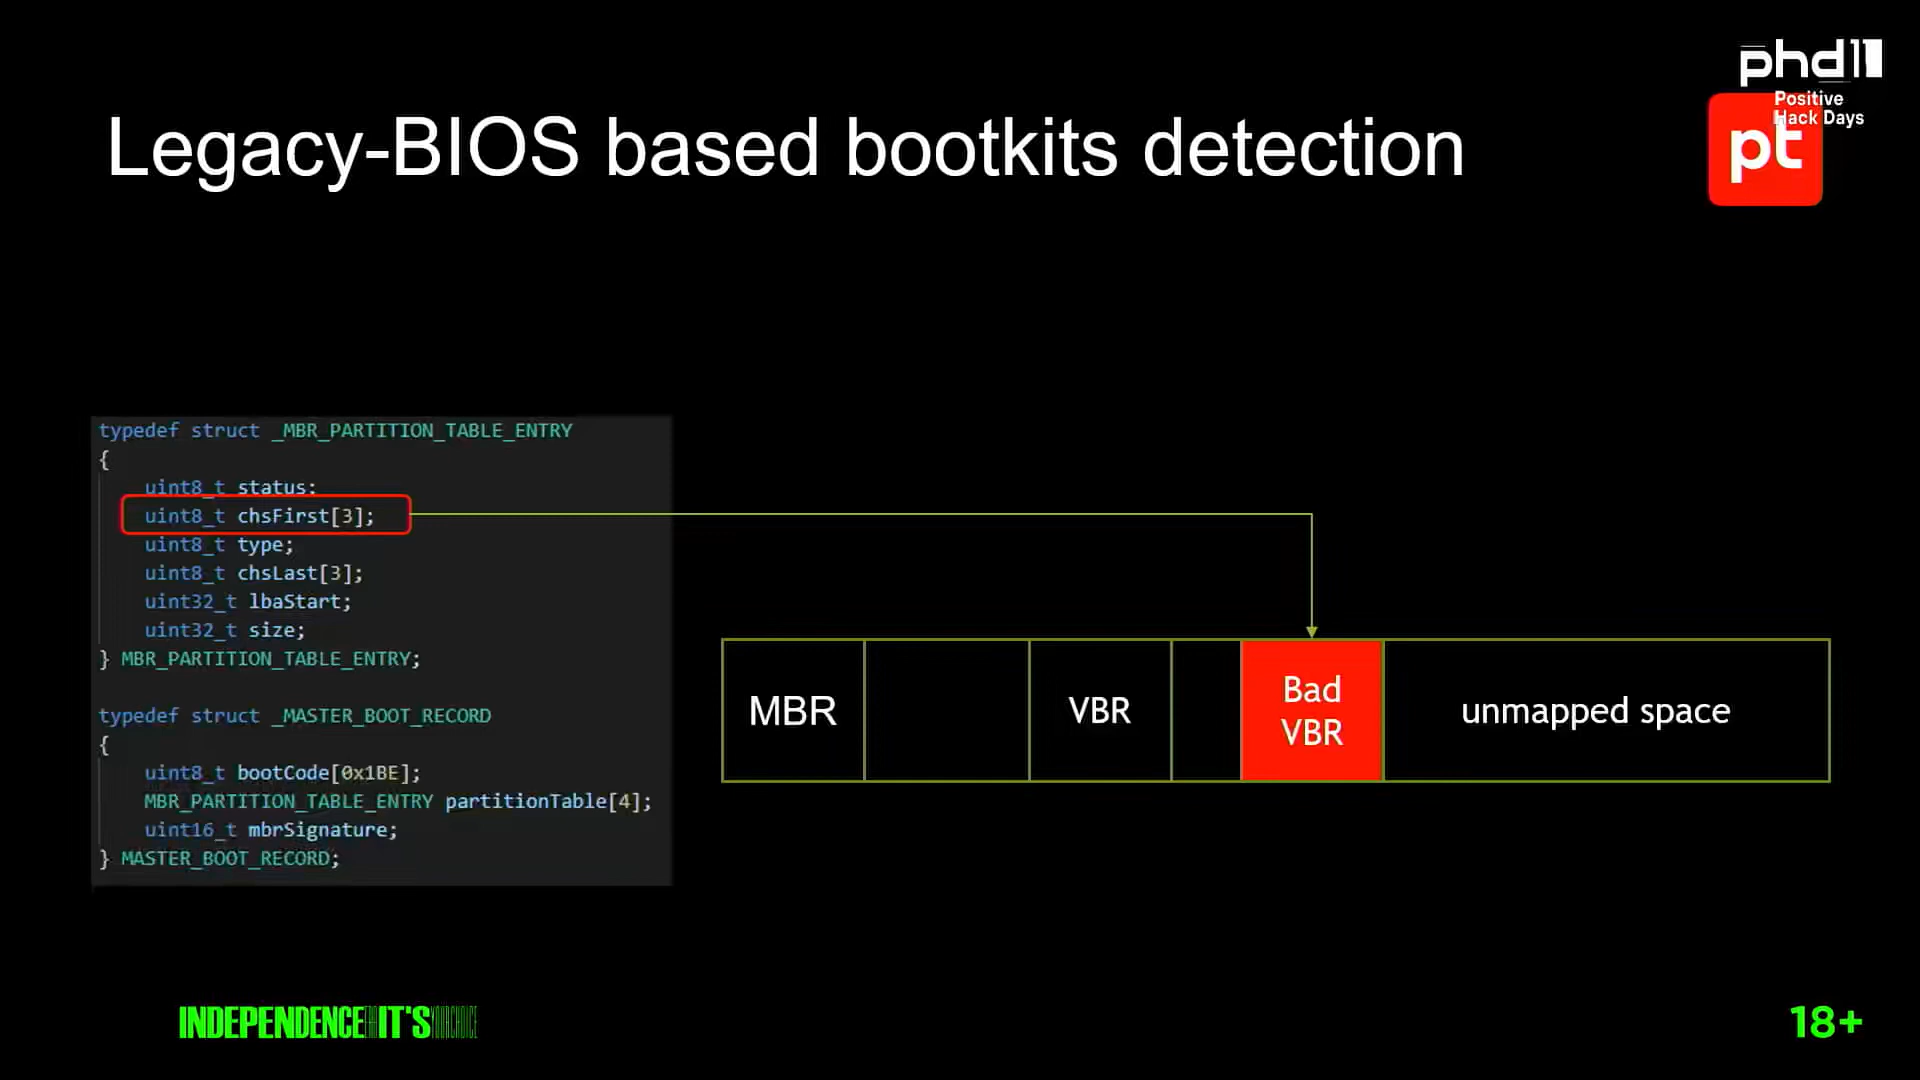 phd11
Positive
Hack Days
pt
Legacy-BIOS based bootkits detection
typedef struct _MBR_PARTITION_TABLE_ENTRY
{
uint8_t status;
uint8_t chsFirst[3];
uint8_t type;
uint8_t chsLast[3];
uint32_t lbaStart;
uint32_t size;
} MBR_PARTITION_TABLE_ENTRY;
typedef struct _MASTER_BOOT_RECORD
{
uint8_t bootCode[0x1BE];
MBR_PARTITION_TABLE_ENTRY partitionTable[4];
uint16_t mbrSignature;
} MASTER_BOOT_RECORD;
MBR
VBR
Bad
VBR
unmapped space
INDEPENDENCE IT'S
18+